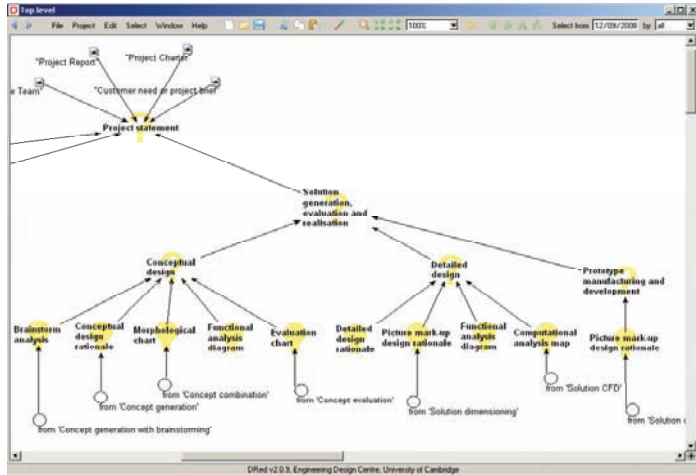 Top level
File Project Edit Select Window Help 100% Select from 12/09/2008 by all
"Project Report"
"Project Charter"
e Team"
"Customer need or project brief"
Project statement
Solution
generation,
evaluation and
realisation
Conceptual
design
Detailed
design
Prototype
manufacturing and
development
Brainstorm
analysis
Conceptual
design
rationale
Morphological
chart
Functional
analysis
diagram
Evaluation
chart
Detailed
design
rationale
Picture mark-up
design rationale
Functional
analysis
diagram
Computational
analysis map
Picture mark-up
design rationale
from 'Concept combination'
from 'Solution CFD'
from 'Concept evaluation'
from 'Concept generation'
from 'Solution dimensioning'
from 'Solution
from 'Concept generation with brainstorming'
DRed v2.0.9, Engineering Design Centre, University of Cambridge